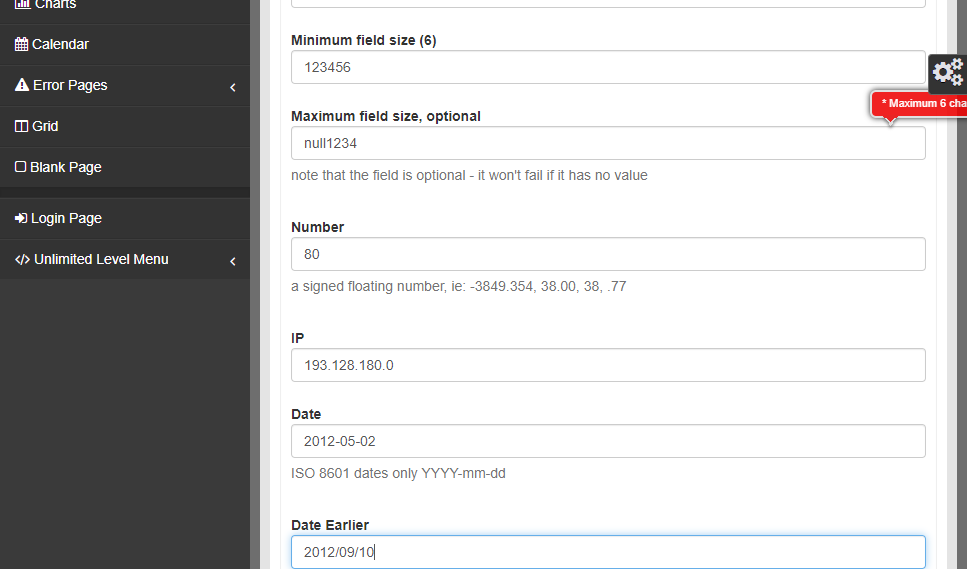 Charts
Calendar
Error Pages
Grid
Blank Page
Login Page
Unlimited Level Menu
Minimum field size (6)
123456
* Maximum 6 cha
Maximum field size, optional
null1234
note that the field is optional - it won't fail if it has no value
Number
80
a signed floating number, ie: -3849.354, 38.00, 38, .77
IP
193.128.180.0
Date
2012-05-02
ISO 8601 dates only YYYY-mm-dd
Date Earlier
2012/09/10